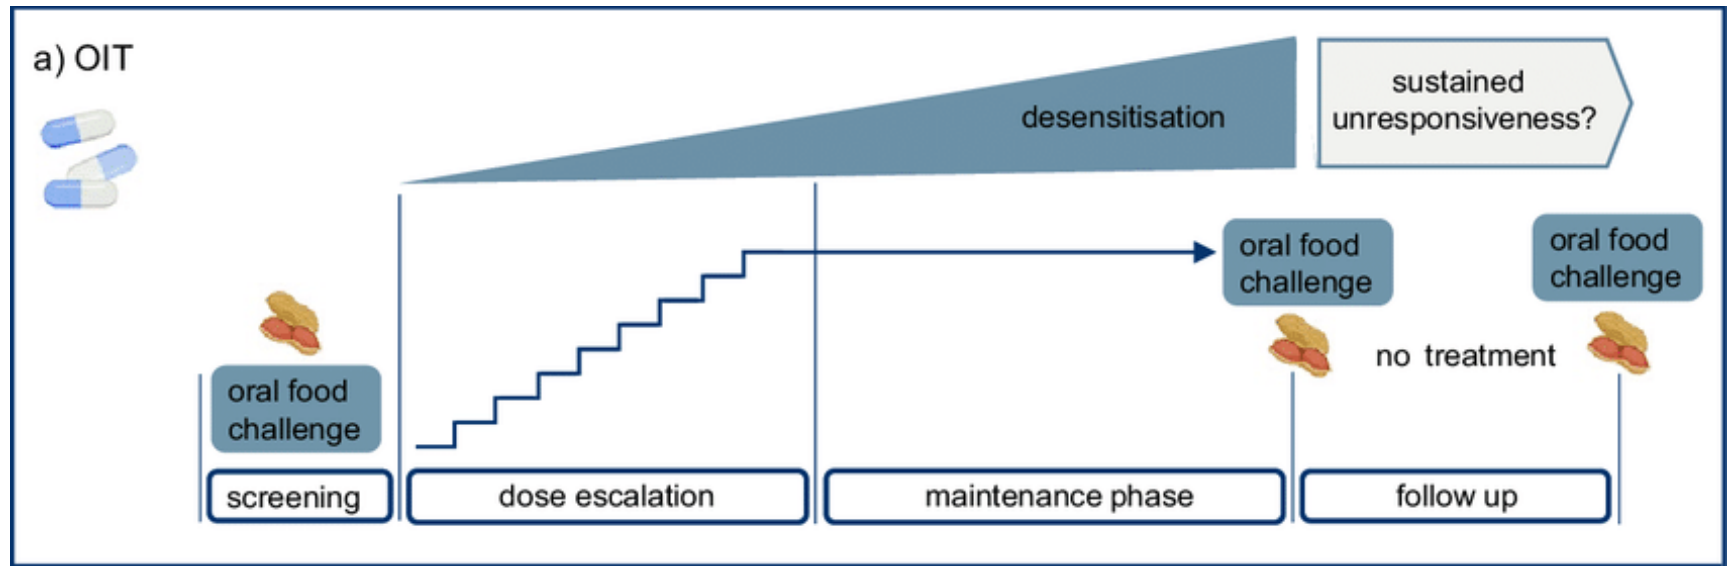 a) OIT
desensitisation
sustained
unresponsiveness?
oral food
challenge
oral food
challenge
oral food
challenge
no treatment
screening
dose escalation
maintenance phase
follow up